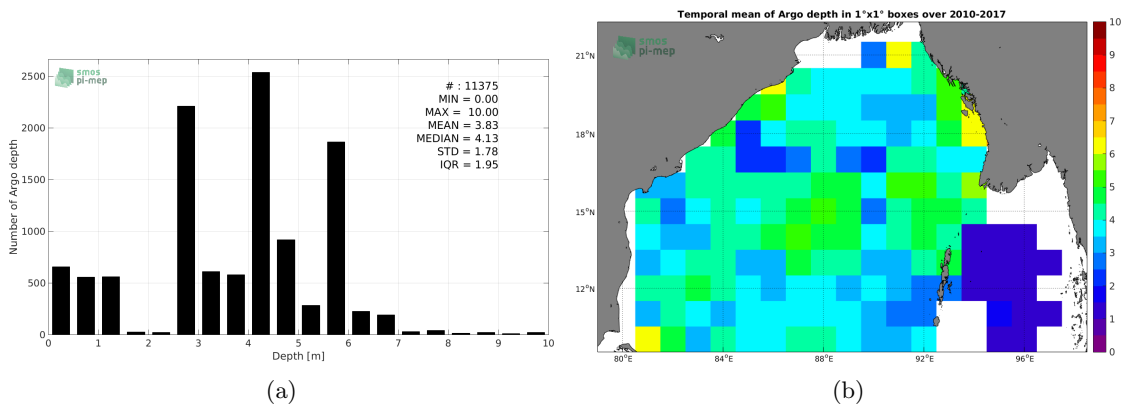 smos
pi-mep
# : 11375
MIN = 0.00
MAX = 10.00
MEAN = 3.83
MEDIAN = 4.13
STD = 1.78
IQR = 1.95
Number of Argo depth
2500
2000
1500
1000
500
0
0 1 2 3 4 5 6 7 8 9 10
Depth [m]
(a)
Temporal mean of Argo depth in 1°x1° boxes over 2010-2017
smos
pi-mep
21°N
18°N
15°N
12°N
80°E 84°E 88°E 92°E 96°E
10
9
8
7
6
5
4
3
2
1
0
(b)